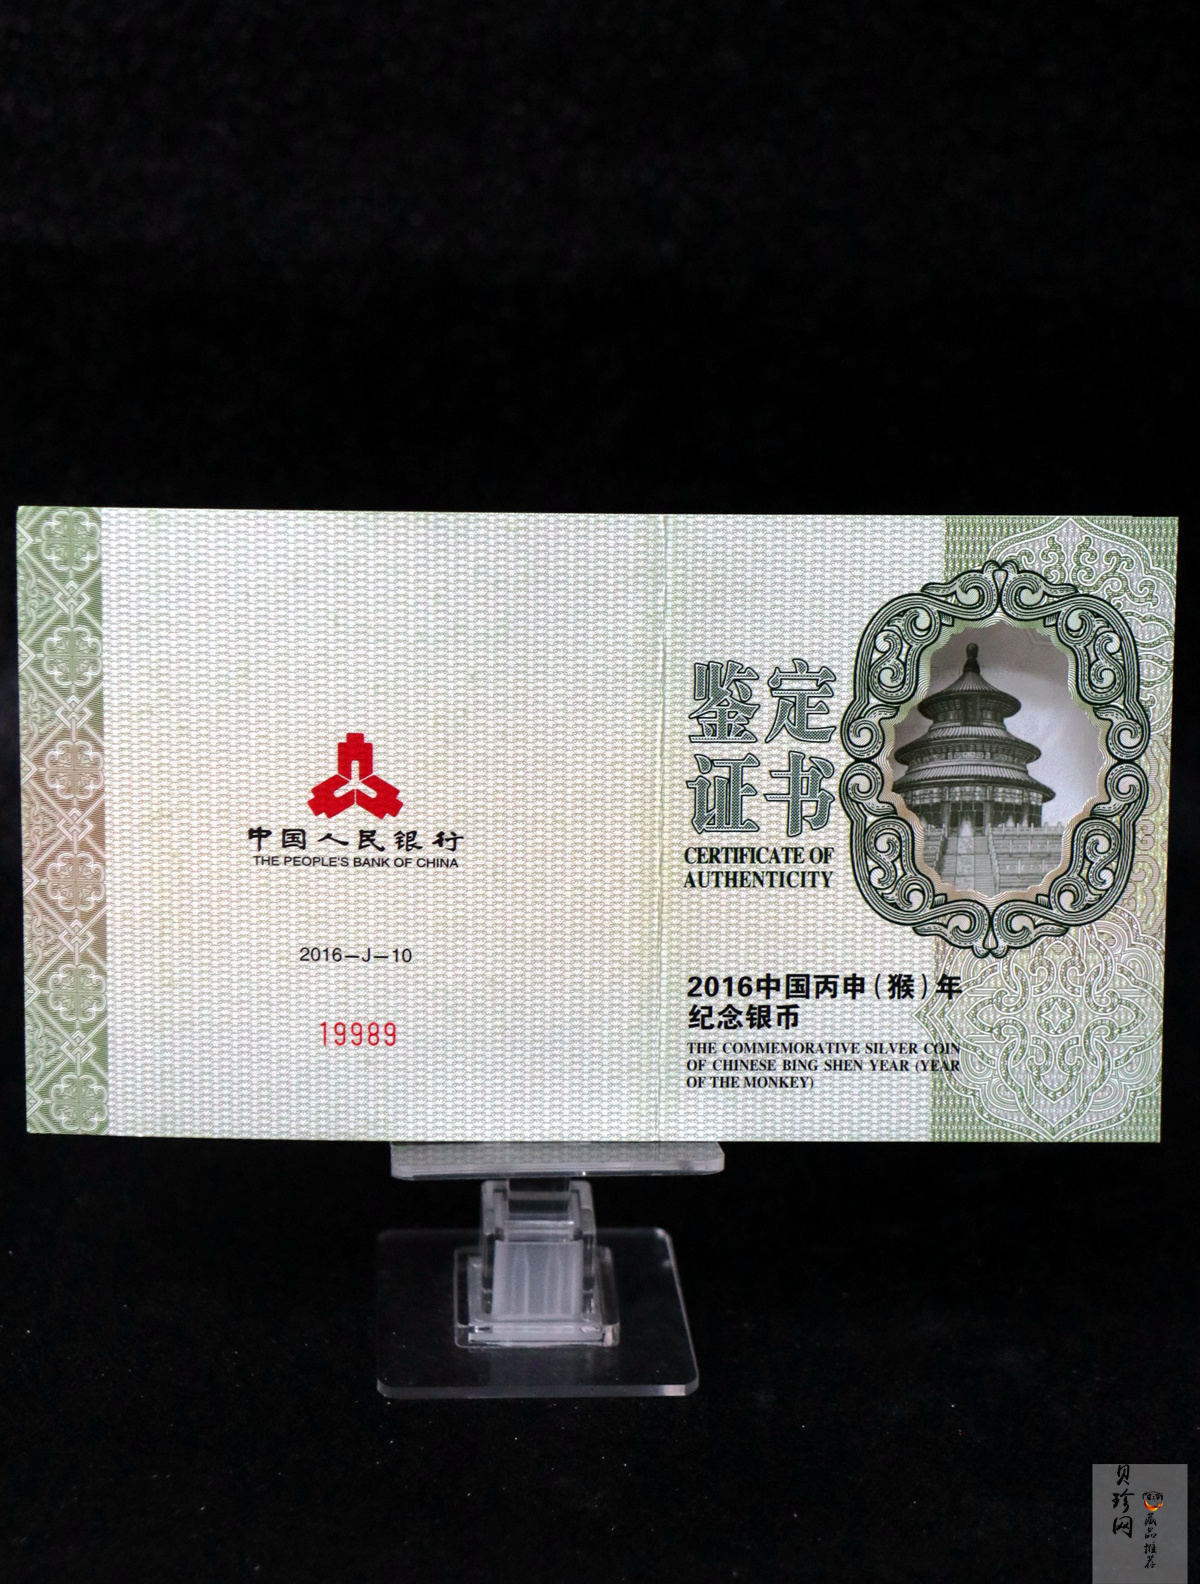 中国人民银行
THE PEOPLE'S BANK OF CHINA
2016—J—10
19989
鉴定
证书
CERTIFICATE OF
AUTHENTICITY
2016中国丙申（猴）年
纪念银币
THE COMMEMORATIVE SILVER COIN
OF CHINESE BING SHEN YEAR (YEAR
OF THE MONKEY)
贝珍网
藏品推荐